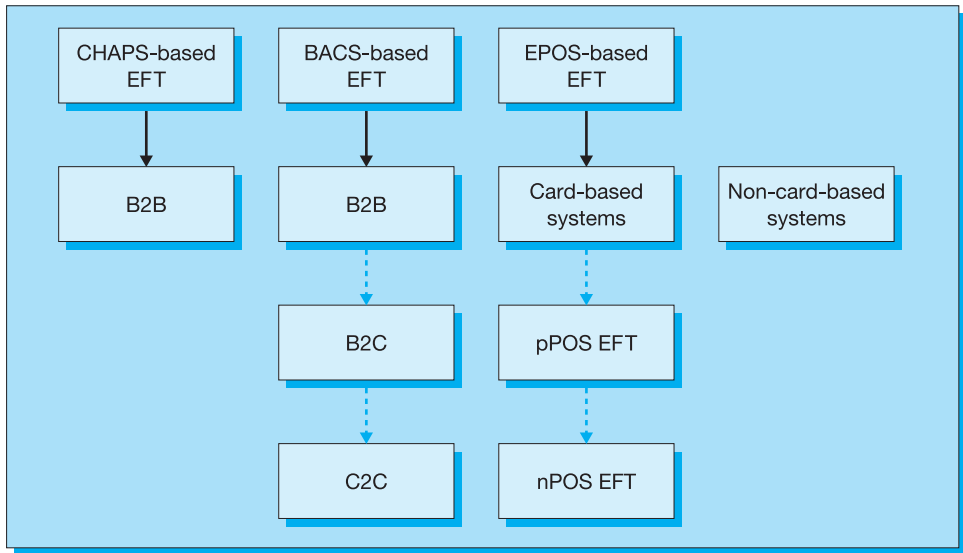 CHAPS-based
EFT
BACS-based
EFT
EPOS-based
EFT
B2B
B2B
Card-based
systems
Non-card-based
systems
B2C
pPOS EFT
C2C
nPOS EFT